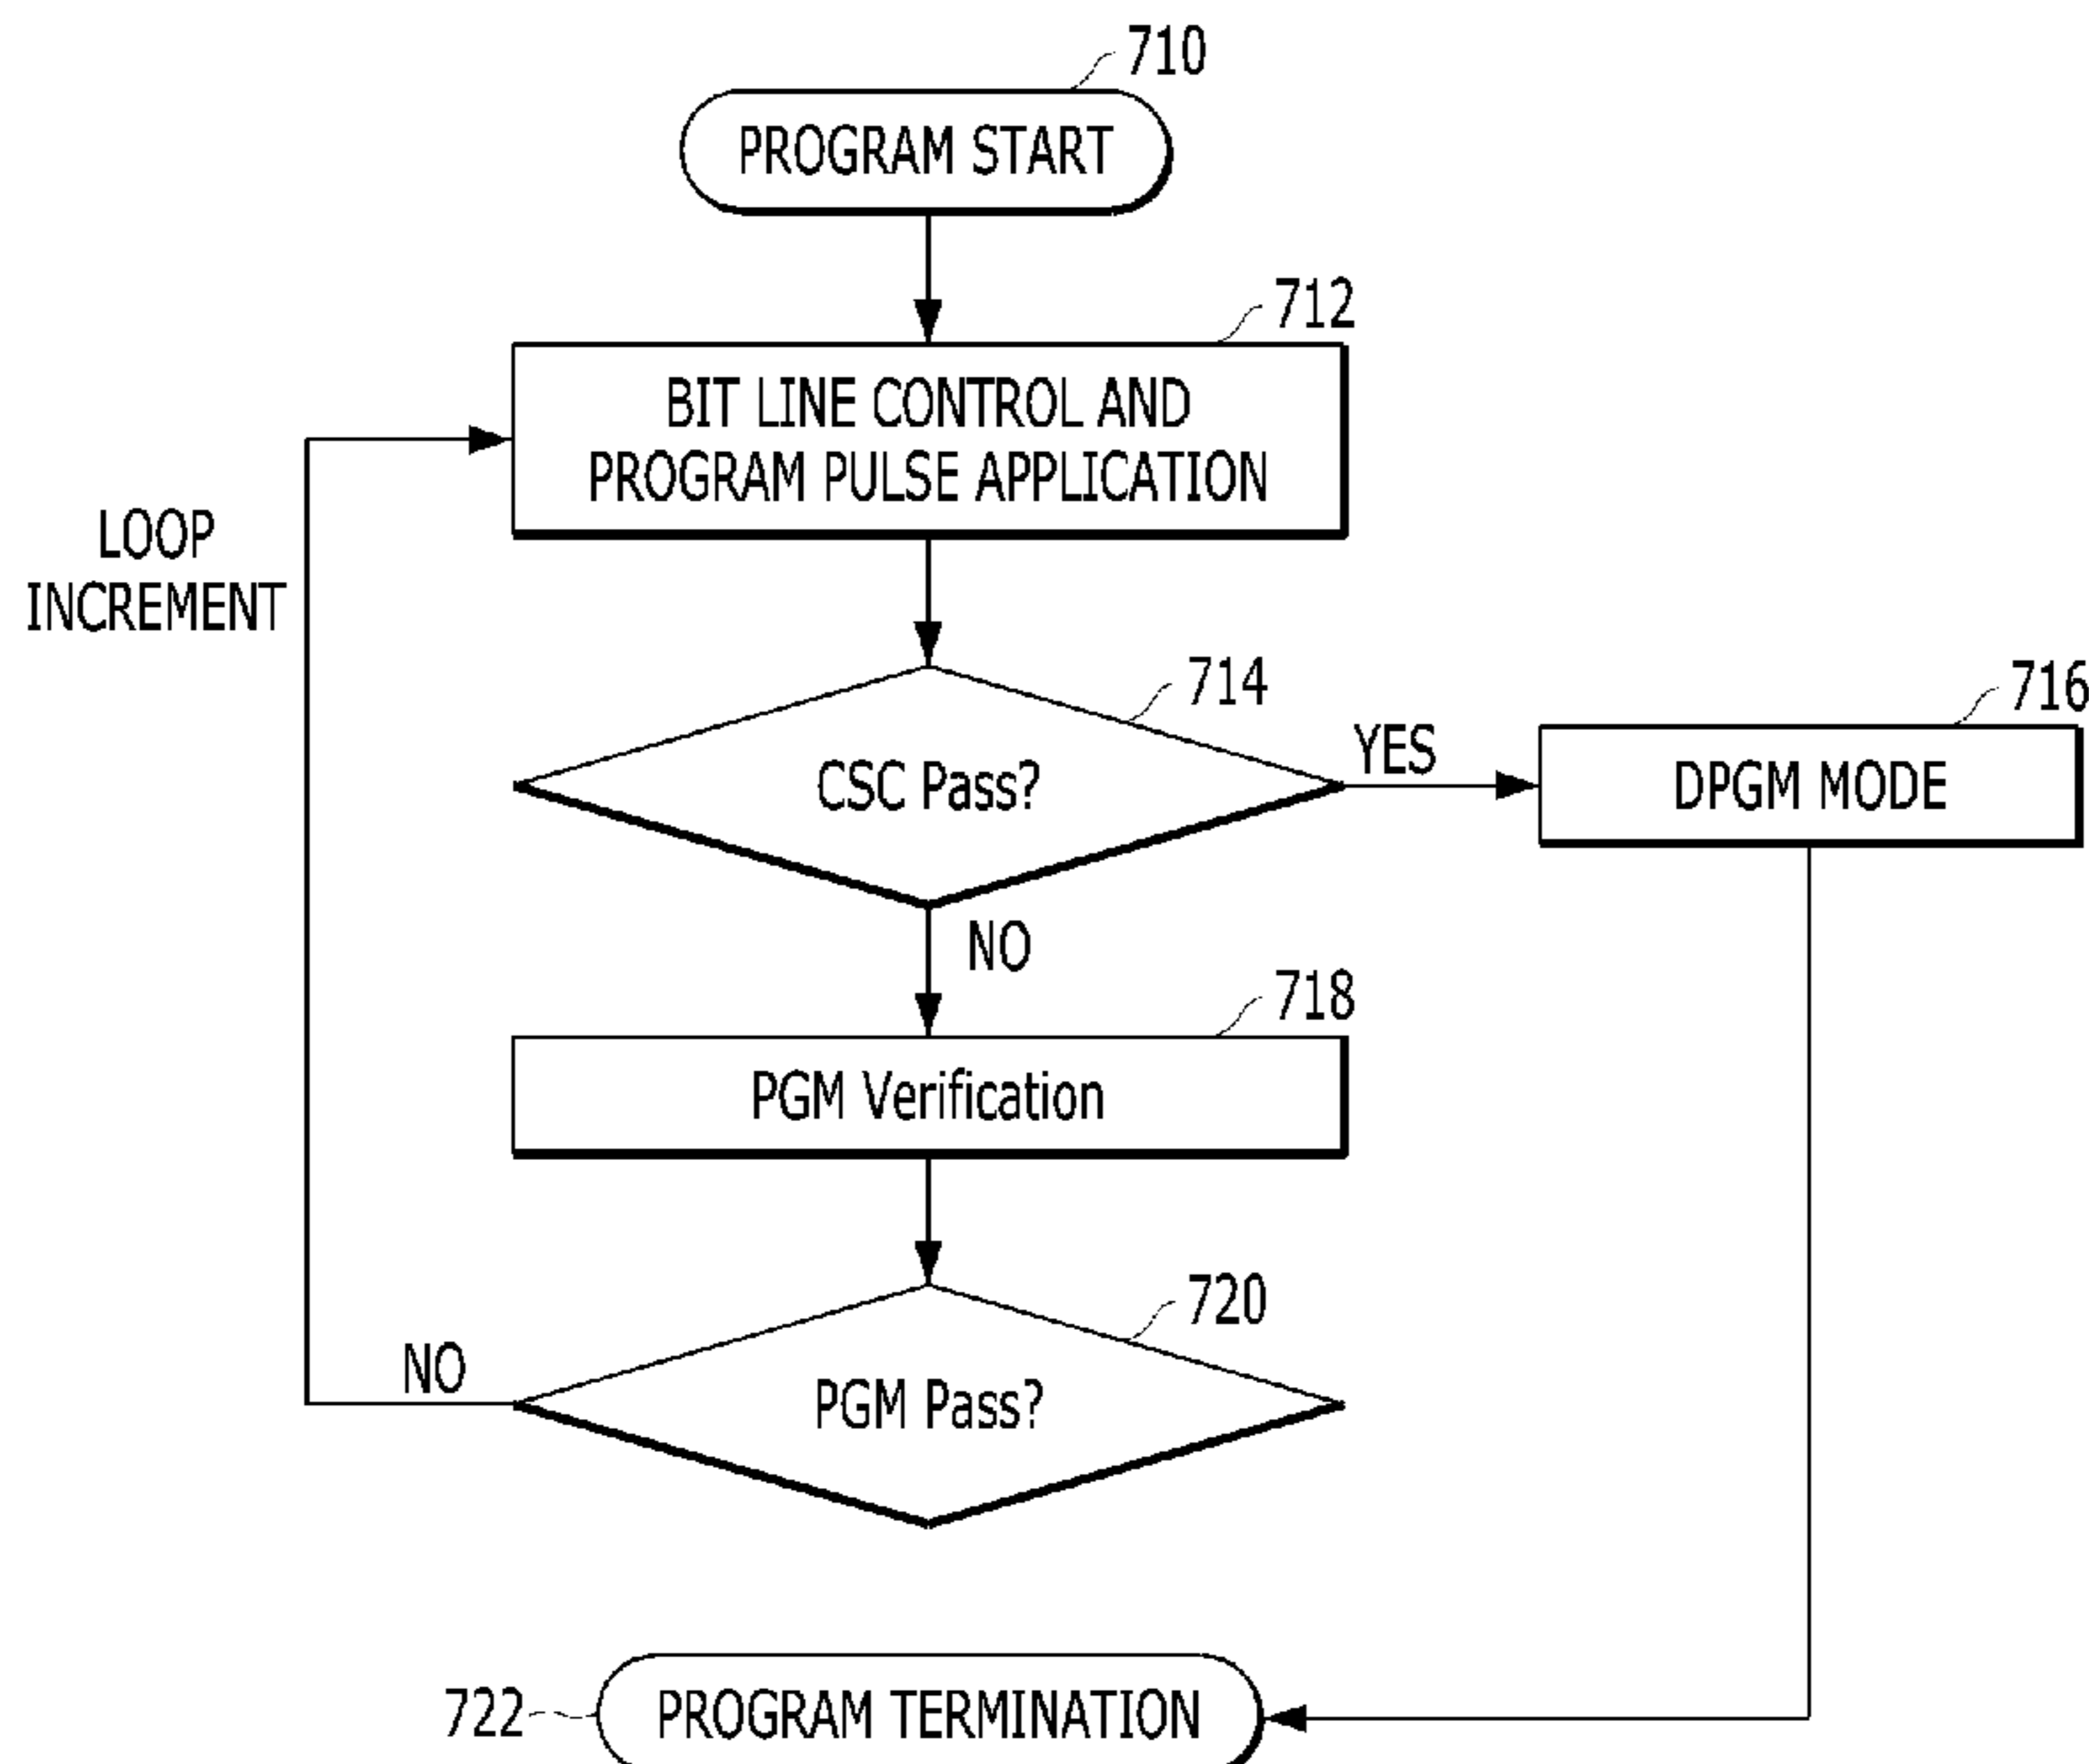 710
PROGRAM START
712
BIT LINE CONTROL AND
PROGRAM PULSE APPLICATION
LOOP
INCREMENT
714
CSC Pass?
YES
716
DPGM MODE
NO
718
PGM Verification
720
NO
PGM Pass?
722
PROGRAM TERMINATION